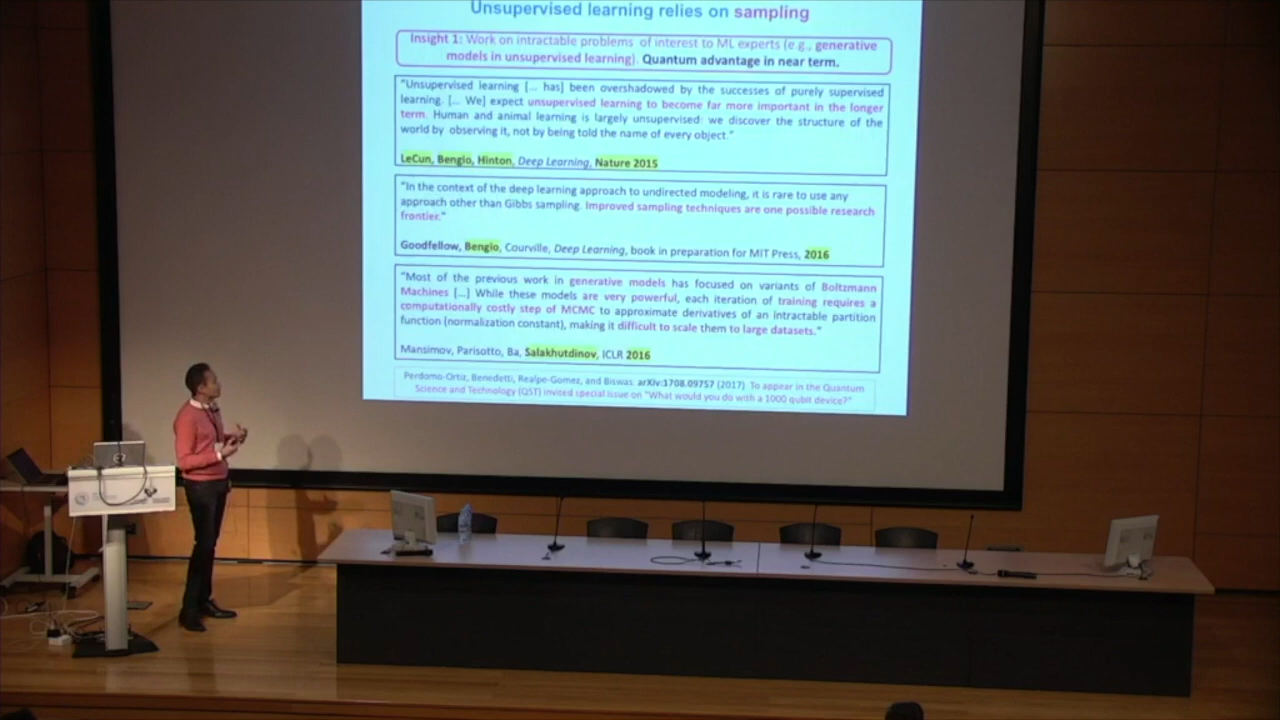 Unsupervised learning relies on sampling
Insight 1: Work on intractable problems of interest to ML experts (e.g., generative
models in unsupervised learning). Quantum advantage in near term.
"Unsupervised learning [… has] been overshadowed by the successes of purely supervised
learning. [… We] expect unsupervised learning to become far more important in the longer
term. Human and animal learning is largely unsupervised: we discover the structure of the
world by observing it, not by being told the name of every object."
LeCun, Bengio, Hinton, Deep Learning, Nature 2015
"In the context of the deep learning approach to undirected modeling, it is rare to use any
approach other than Gibbs sampling. Improved sampling techniques are one possible research
frontier."
Goodfellow, Bengio, Courville, Deep Learning, book in preparation for MIT Press, 2016
"Most of the previous work in generative models has focused on variants of Boltzmann
Machines […] While these models are very powerful, each iteration of training requires a
computationally costly step of MCMC to approximate derivatives of an intractable partition
function (normalization constant), making it difficult to scale them to large datasets."
Mansimov, Parisotto, Ba, Salakhutdinov, ICLR 2016
Perdomo-Ortiz, Benedetti, Realpe-Gomez, and Biswas. arXiv:1708.09757 (2017) To appear in the Quantum
Science and Technology (QST) invited special issue on "What would you do with a 1000 qubit device?"